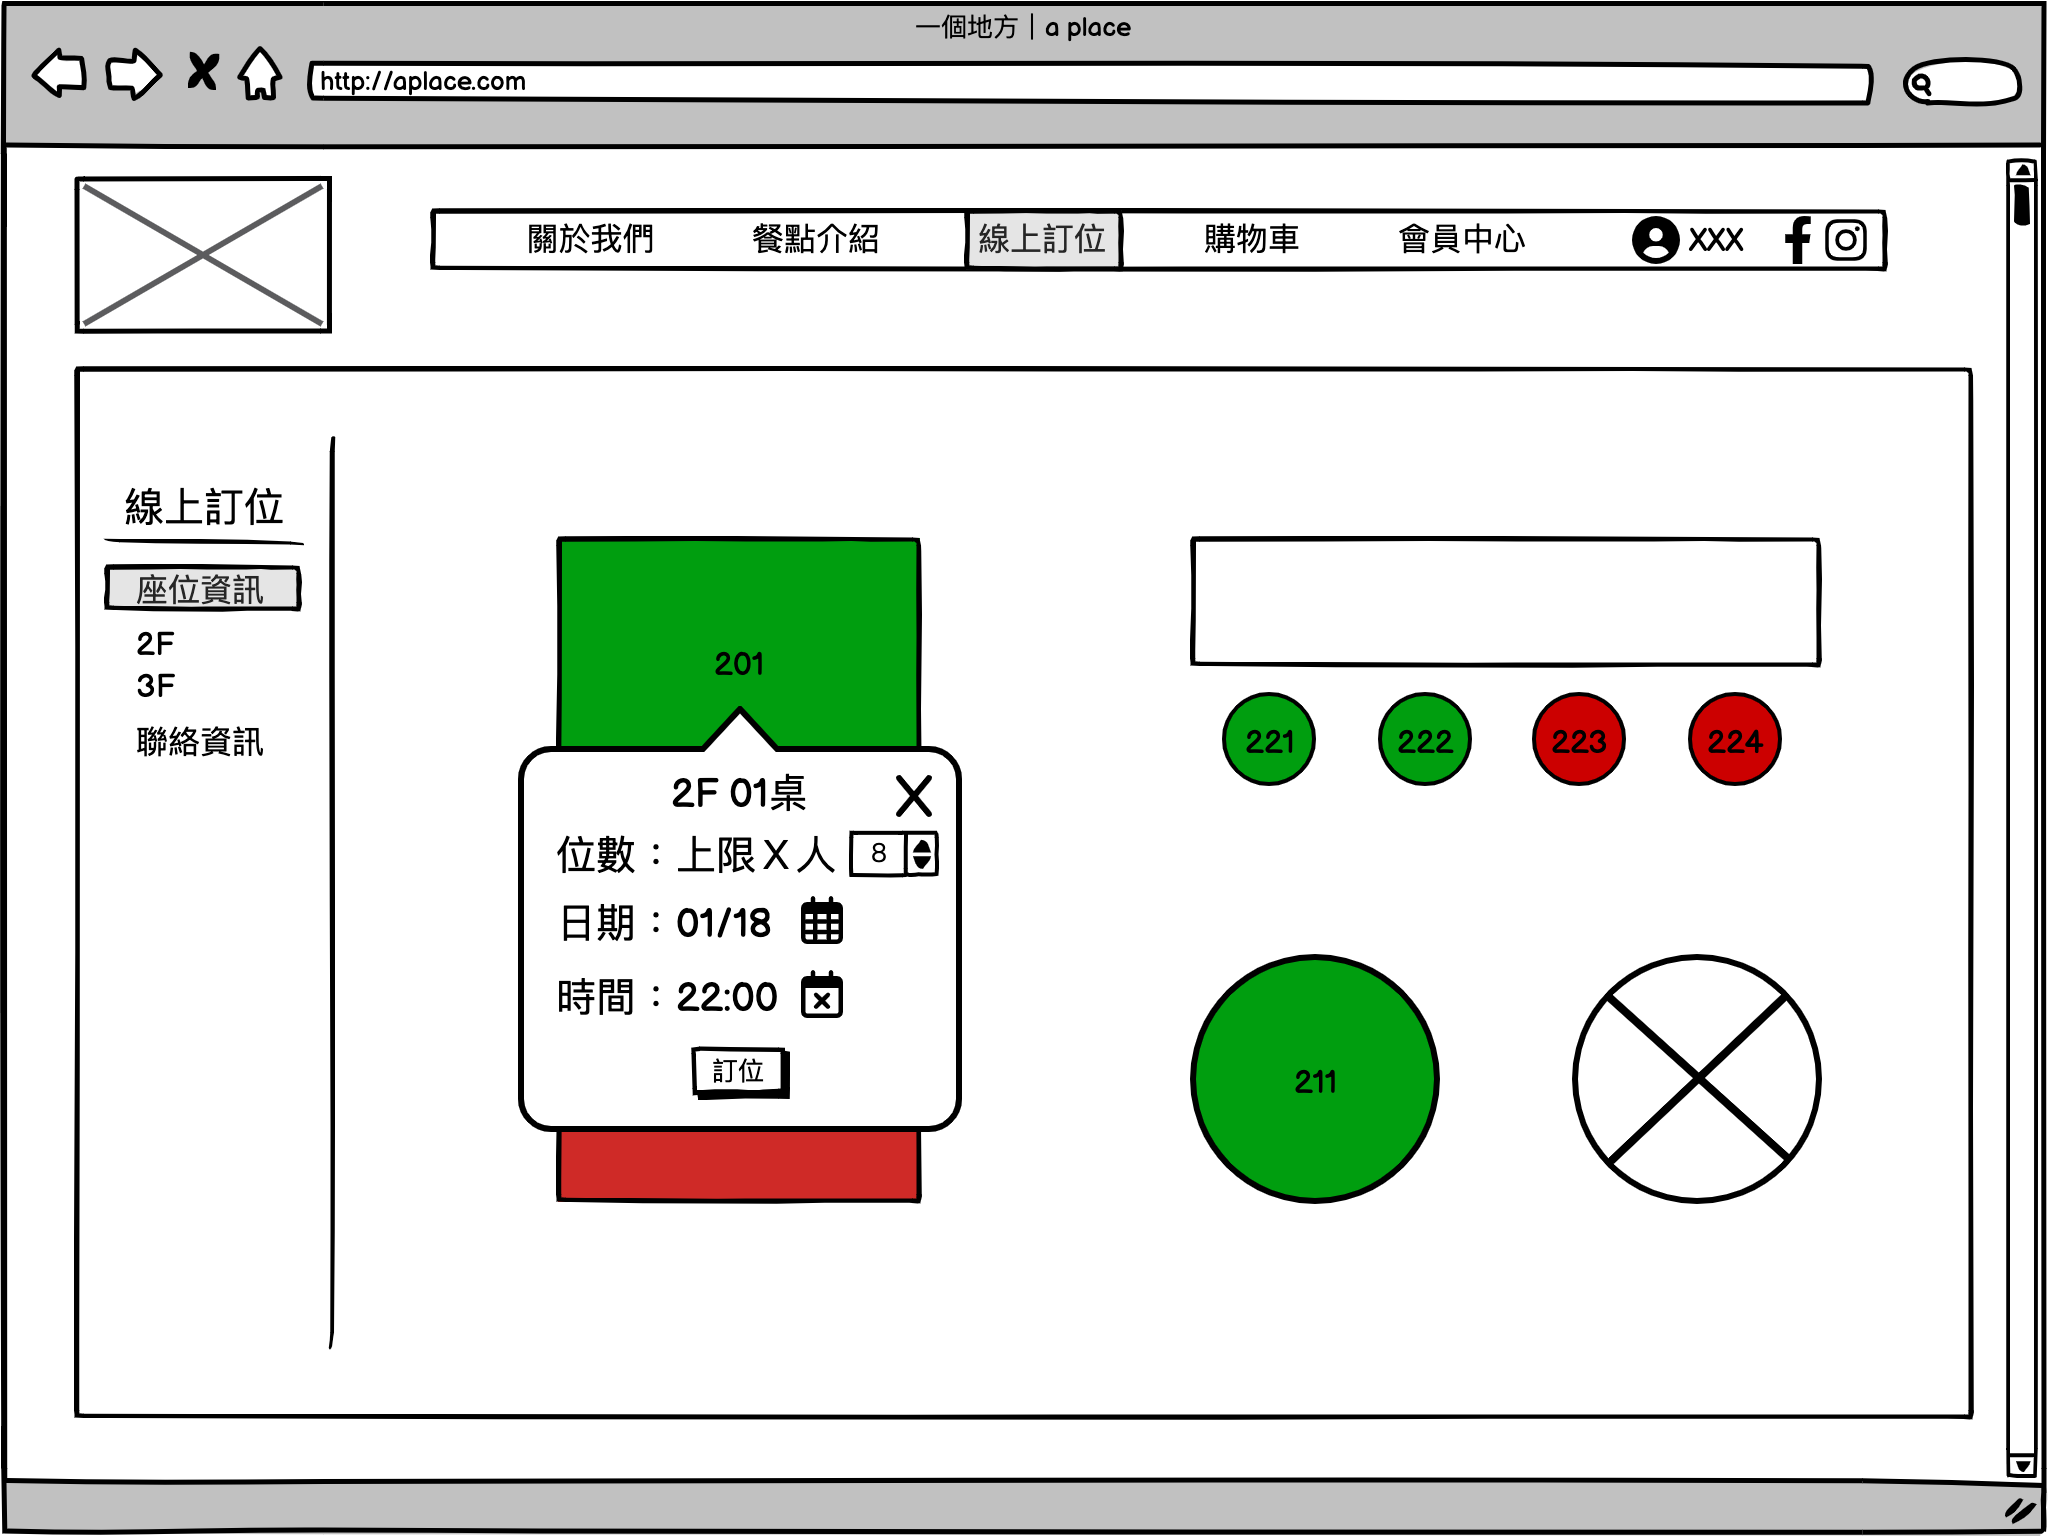 一個地方｜a place
http://aplace.com
關於我們 餐點介紹 線上訂位 購物車 會員中心 XXX
線上訂位
座位資訊
2F
3F
聯絡資訊
201
221 222 223 224
2F 01桌
位數：上限 X 人 8
日期：01/18
時間：22:00
訂位
211